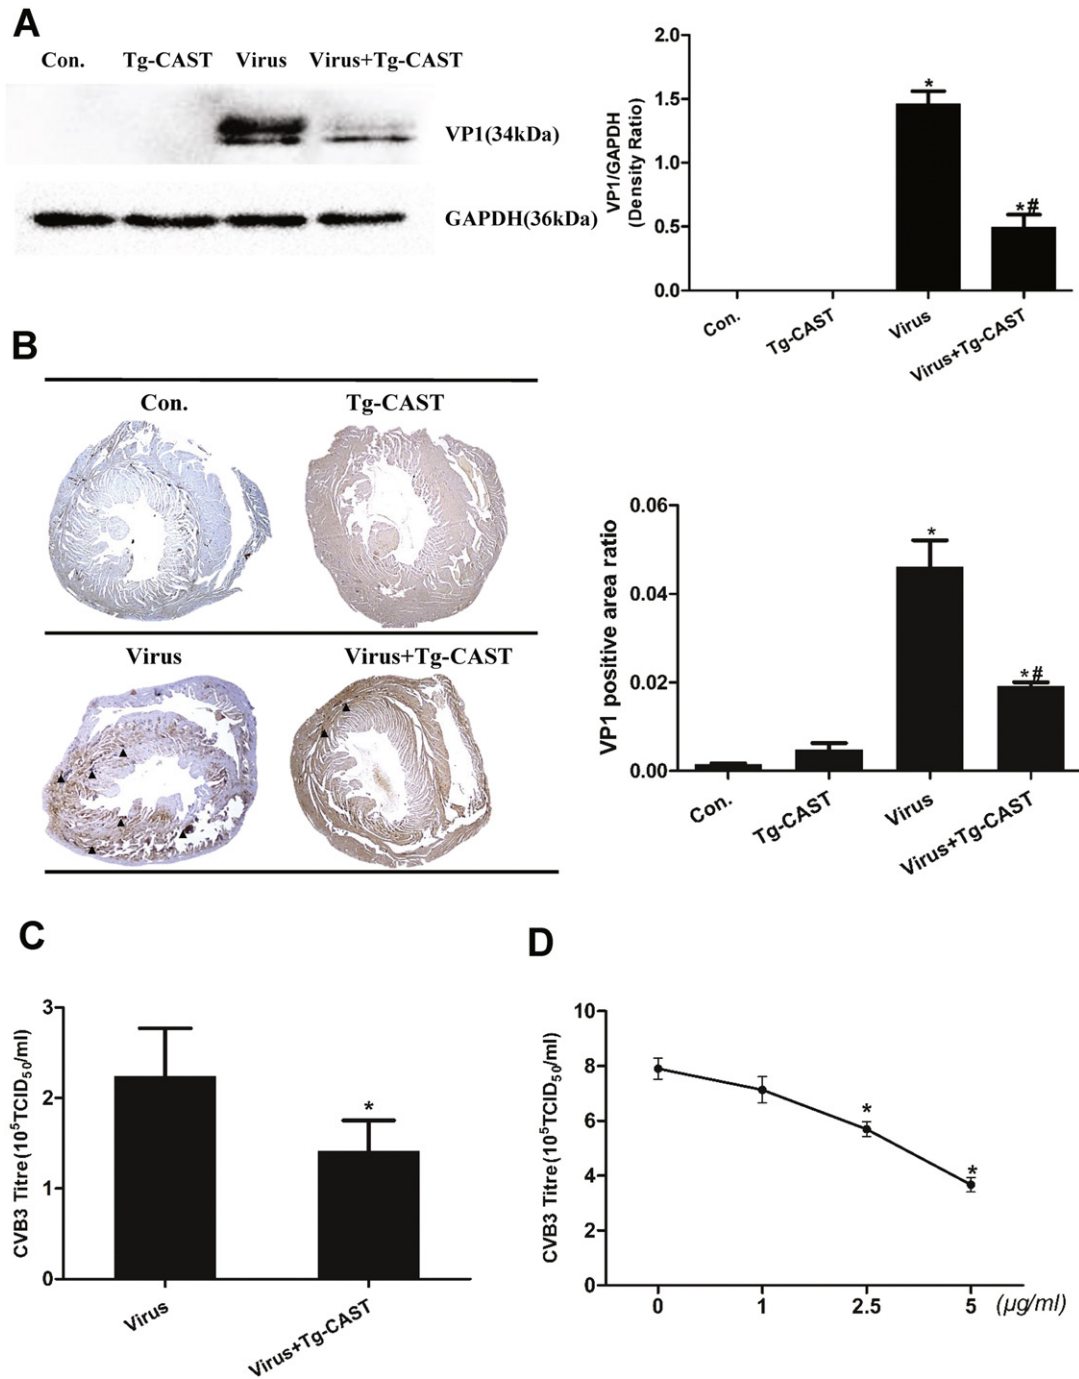 A
Con. Tg-CAST Virus Virus+Tg-CAST
VP1(34kDa)
GAPDH(36kDa)
VP1/GAPDH
(Density Ratio)
2.0
1.5
1.0
0.5
0.0
*
*#
Con.
Tg-CAST
Virus
Virus+Tg-CAST
B
Con. Tg-CAST
Virus Virus+Tg-CAST
VP1 positive area ratio
0.06
0.04
0.02
0.00
*
*#
Con.
Tg-CAST
Virus
Virus+Tg-CAST
C
CVB3 Titre(10⁵TCID₅₀/ml)
3
2
1
0
*
Virus
Virus+Tg-CAST
D
CVB3 Titre(10⁵TCID₅₀/ml)
10
8
6
4
2
0
*
*
0 1 2.5 5 (µg/ml)